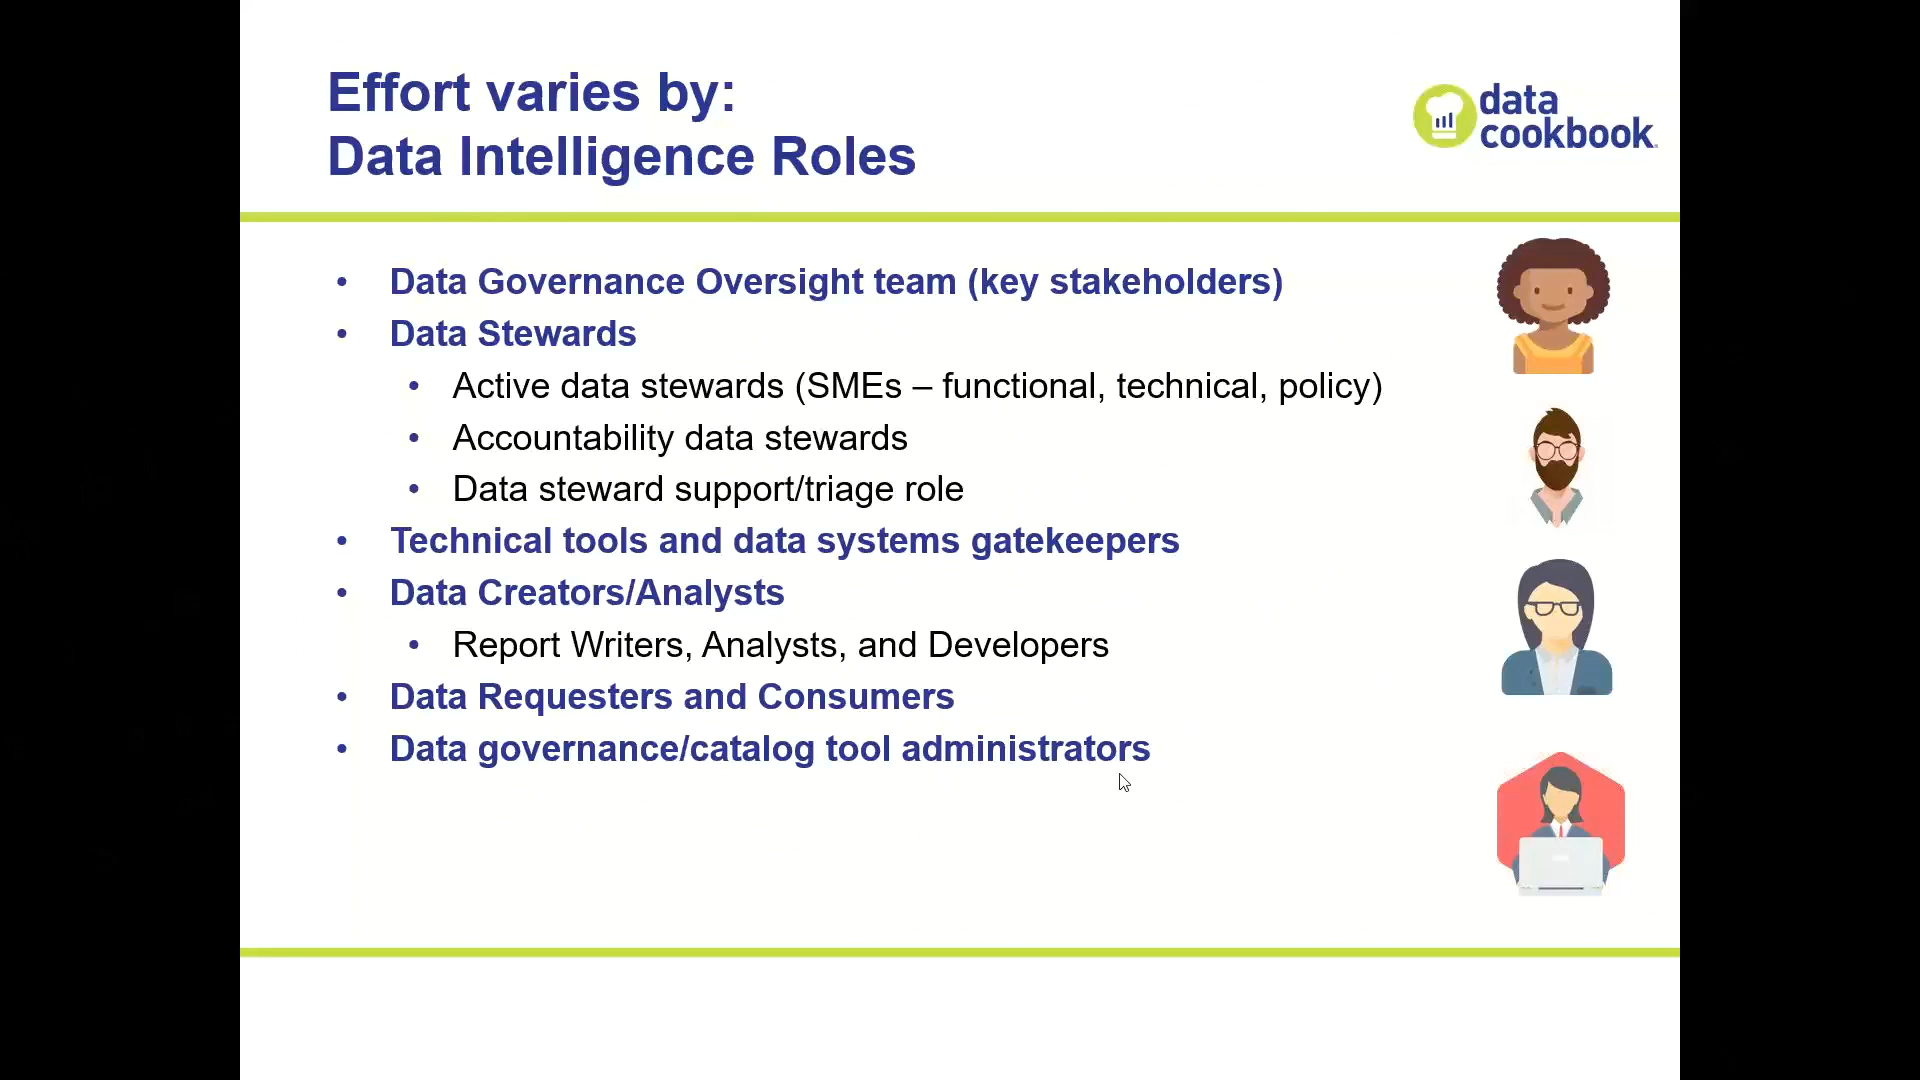 Effort varies by:
Data Intelligence Roles
data
cookbook
• Data Governance Oversight team (key stakeholders)
• Data Stewards
• Active data stewards (SMEs – functional, technical, policy)
• Accountability data stewards
• Data steward support/triage role
• Technical tools and data systems gatekeepers
• Data Creators/Analysts
• Report Writers, Analysts, and Developers
• Data Requesters and Consumers
• Data governance/catalog tool administrators